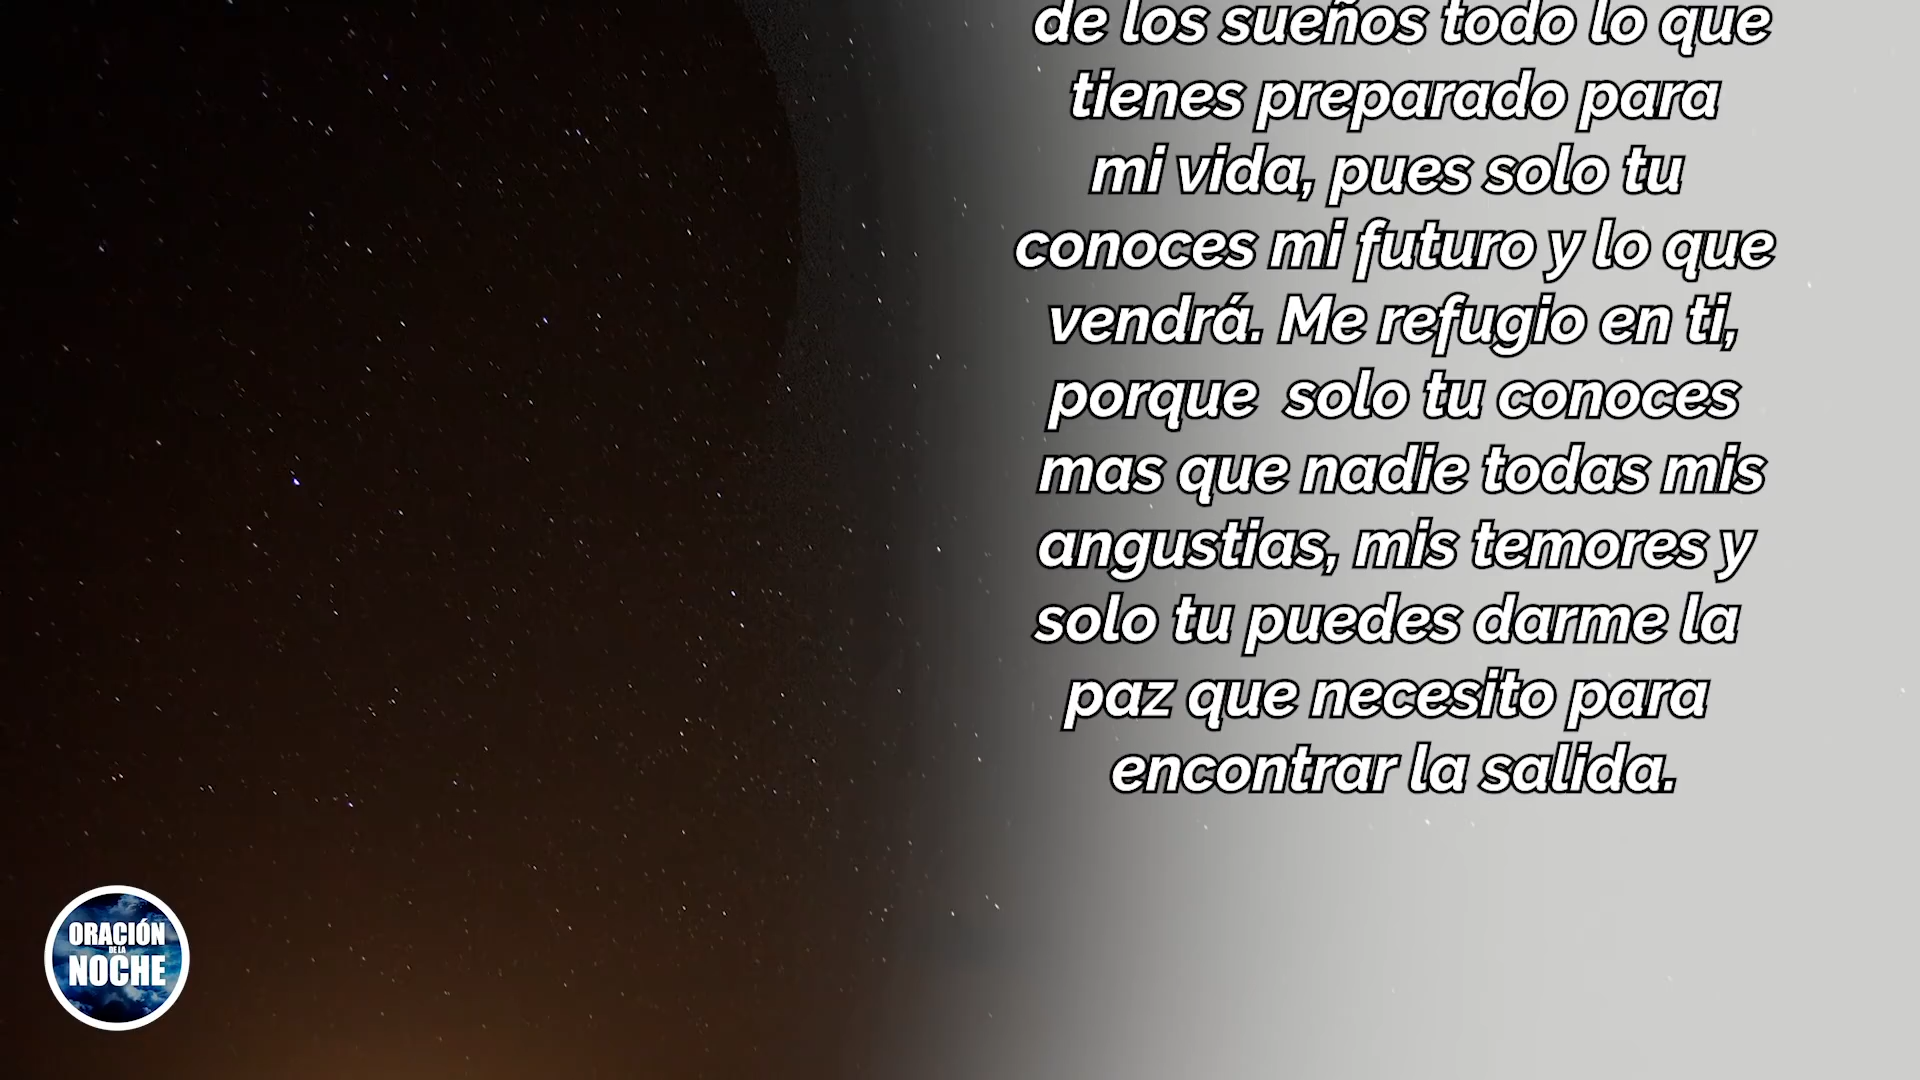 de los sueños todo lo que
tienes preparado para
mi vida, pues solo tu
conoces mi futuro y lo que
vendrá. Me refugio en ti,
porque  solo tu conoces
mas que nadie todas mis
angustias, mis temores y
solo tu puedes darme la
paz que necesito para
encontrar la salida.
ORACIÓN
DE LA
NOCHE